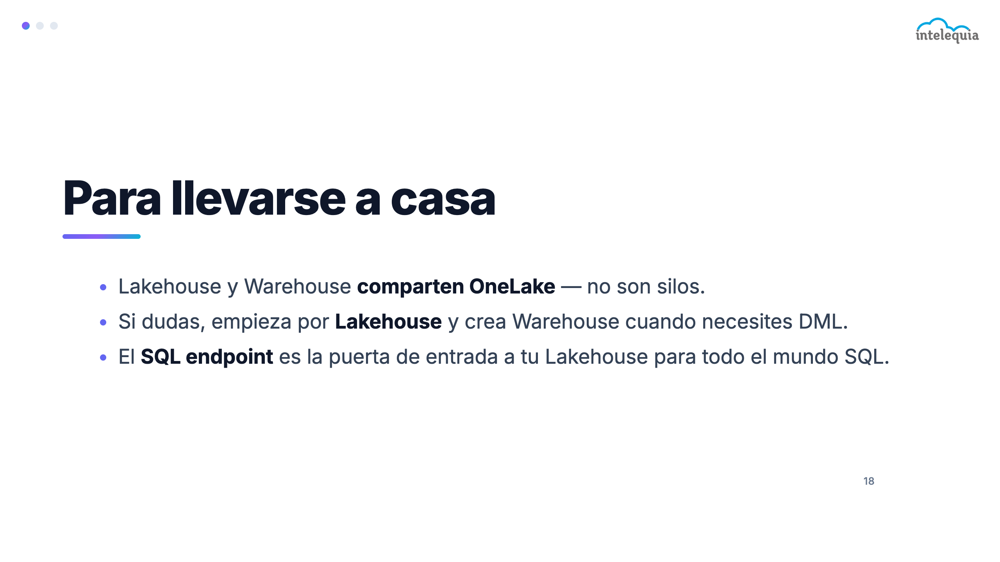 intelequia
Para llevarse a casa
Lakehouse y Warehouse comparten OneLake — no son silos.
Si dudas, empieza por Lakehouse y crea Warehouse cuando necesites DML.
El SQL endpoint es la puerta de entrada a tu Lakehouse para todo el mundo SQL.
18